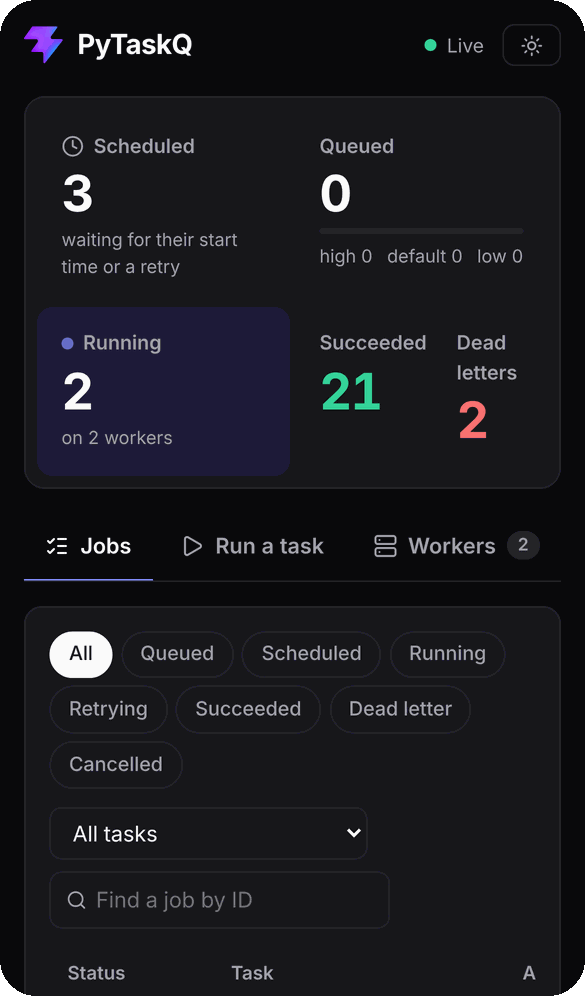 PyTaskQ
Live
Scheduled
3
waiting for their start
time or a retry
Queued
0
high 0 default 0 low 0
Running
2
on 2 workers
Succeeded
21
Dead
letters
2
Jobs
Run a task
Workers 2
All
Queued
Scheduled
Running
Retrying
Succeeded
Dead letter
Cancelled
All tasks
Find a job by ID
Status Task A